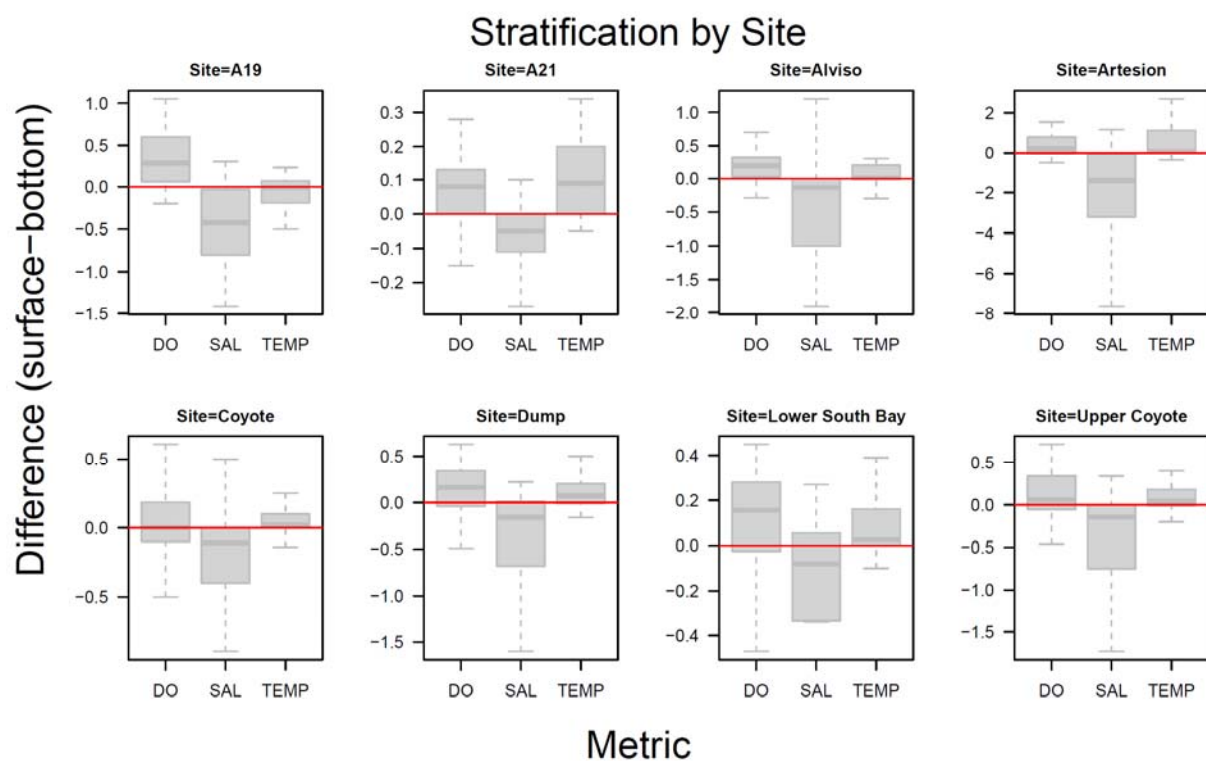 Stratification by Site
Difference (surface−bottom)
Site=A19
1.0
0.5
0.0
−0.5
−1.0
−1.5
DO SAL TEMP
Site=A21
0.3
0.2
0.1
0.0
−0.1
−0.2
DO SAL TEMP
Site=Alviso
1.0
0.5
0.0
−0.5
−1.0
−1.5
−2.0
DO SAL TEMP
Site=Artesion
2
0
−2
−4
−6
−8
DO SAL TEMP
Site=Coyote
0.5
0.0
−0.5
DO SAL TEMP
Site=Dump
0.5
0.0
−0.5
−1.0
−1.5
DO SAL TEMP
Site=Lower South Bay
0.4
0.2
0.0
−0.2
−0.4
DO SAL TEMP
Site=Upper Coyote
0.5
0.0
−0.5
−1.0
−1.5
DO SAL TEMP
Metric